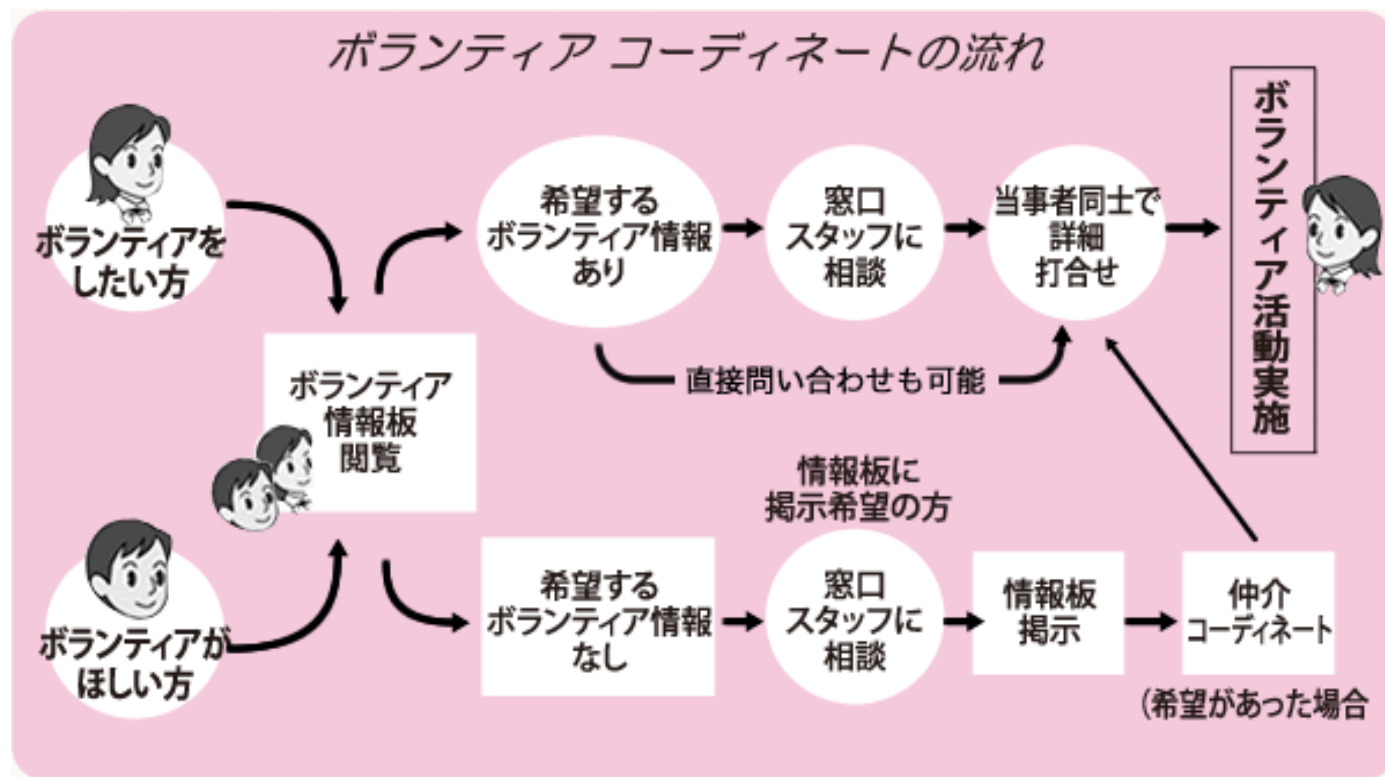 ボランティア コーディネートの流れ
ボランティアを
したい方
ボランティアが
ほしい方
ボランティア
情報板
閲覧
希望する
ボランティア情報
あり
窓口
スタッフに
相談
当事者同士で
詳細
打合せ
ボランティア活動実施
直接問い合わせも可能
希望する
ボランティア情報
なし
情報板に
掲示希望の方
窓口
スタッフに
相談
情報板
掲示
仲介
コーディネート
(希望があった場合